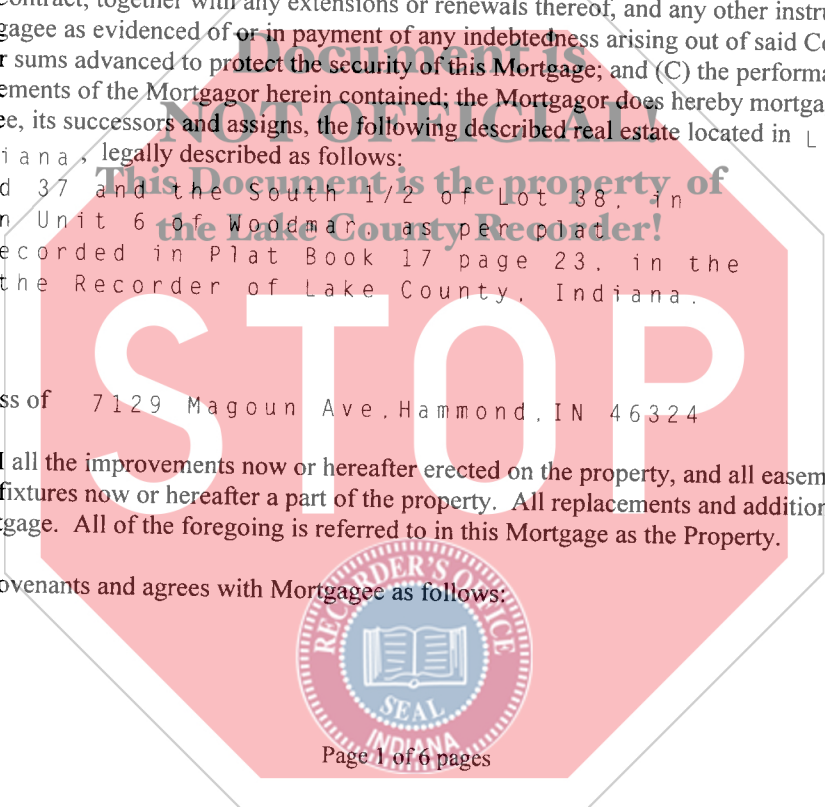 contract, together with any extensions or renewals thereof, and any other instru
gagee as evidenced of or in payment of any indebtedness arising out of said Co
r sums advanced to protect the security of this Mortgage; and (C) the performa
ements of the Mortgagor herein contained; the Mortgagor does hereby mortga
ee, its successors and assigns, the following described real estate located in L
iana, legally described as follows:
d 37 and the South 1/2 of Lot 38, in
n Unit 6 of Woodmar, as per plat
ecorded in Plat Book 17 page 23, in the
the Recorder of Lake County, Indiana.
Document is
NOT OFFICIAL!
This Document is the property of
the Lake County Recorder!
STOP
ss of 7129 Magoun Ave,Hammond,IN 46324
l all the improvements now or hereafter erected on the property, and all easem
fixtures now or hereafter a part of the property. All replacements and addition
tgage. All of the foregoing is referred to in this Mortgage as the Property.
ovenants and agrees with Mortgagee as follows:
RECORDER'S OFFICE
SEAL
INDIANA
Page 1 of 6 pages